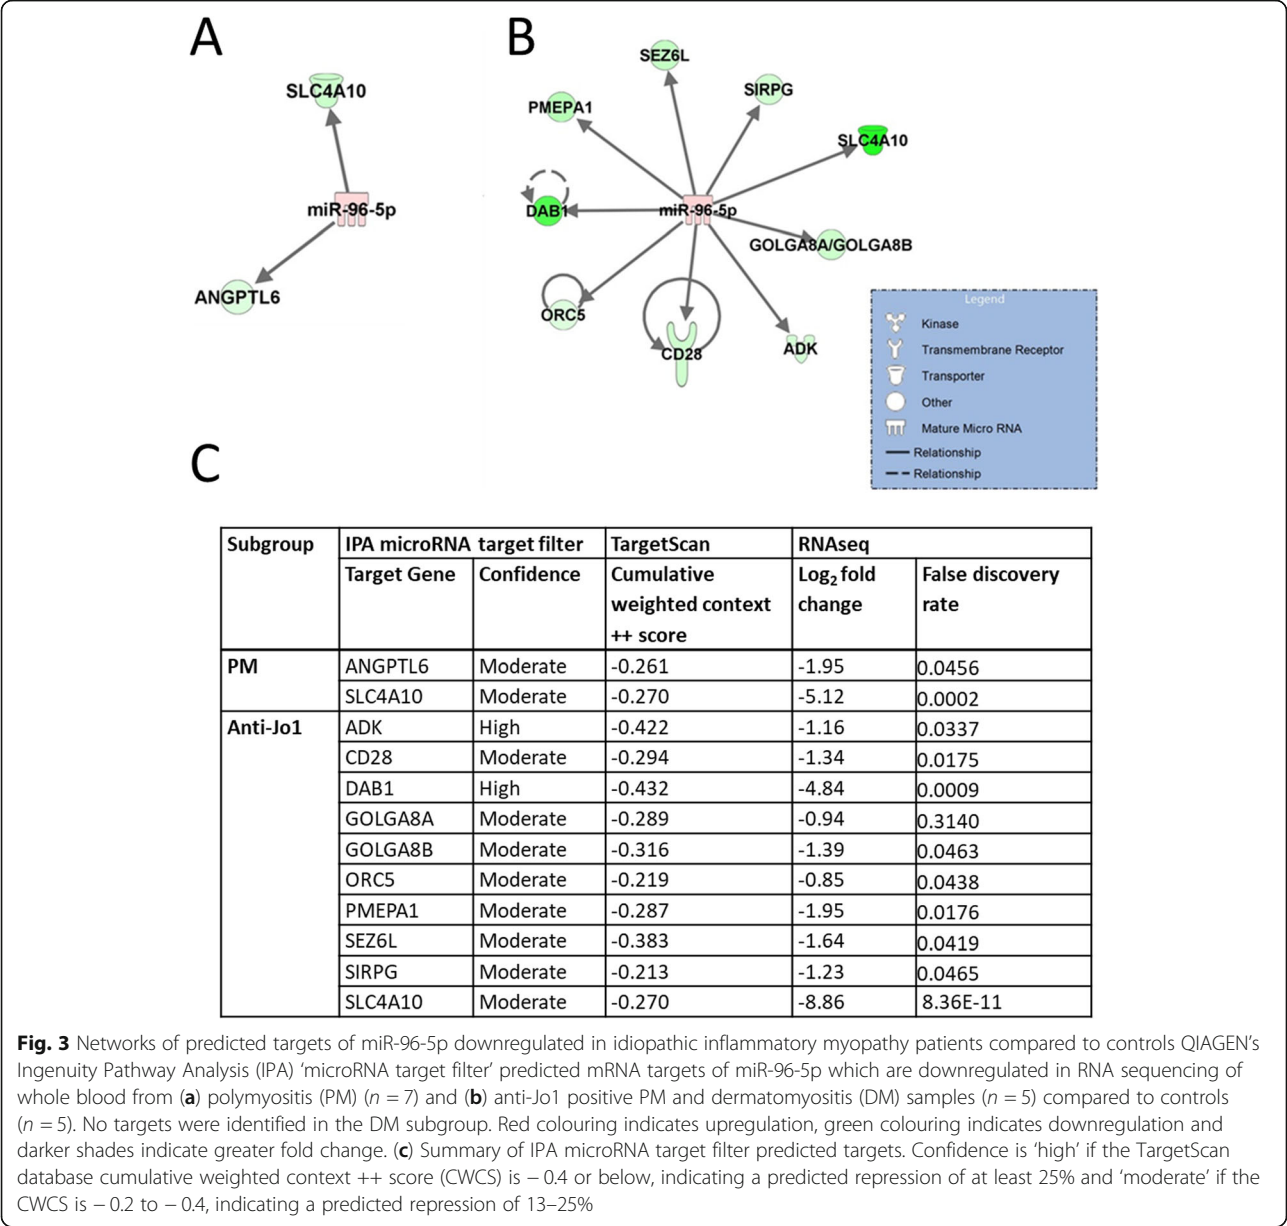 A
B
SLC4A10
miR-96-5p
ANGPTL6
SEZ6L
SIRPG
PMEPA1
SLC4A10
DAB1
miR-96-5p
GOLGA8A/GOLGA8B
ORC5
CD28
ADK
Legend
Kinase
Transmembrane Receptor
Transporter
Other
Mature Micro RNA
Relationship
Relationship
C
Subgroup IPA microRNA target filter TargetScan RNAseq
Target Gene Confidence Cumulative weighted context ++ score Log2 fold change False discovery rate
PM ANGPTL6 Moderate -0.261 -1.95 0.0456
SLC4A10 Moderate -0.270 -5.12 0.0002
Anti-Jo1 ADK High -0.422 -1.16 0.0337
CD28 Moderate -0.294 -1.34 0.0175
DAB1 High -0.432 -4.84 0.0009
GOLGA8A Moderate -0.289 -0.94 0.3140
GOLGA8B Moderate -0.316 -1.39 0.0463
ORC5 Moderate -0.219 -0.85 0.0438
PMEPA1 Moderate -0.287 -1.95 0.0176
SEZ6L Moderate -0.383 -1.64 0.0419
SIRPG Moderate -0.213 -1.23 0.0465
SLC4A10 Moderate -0.270 -8.86 8.36E-11
Fig. 3 Networks of predicted targets of miR-96-5p downregulated in idiopathic inflammatory myopathy patients compared to controls QIAGEN's
Ingenuity Pathway Analysis (IPA) 'microRNA target filter' predicted mRNA targets of miR-96-5p which are downregulated in RNA sequencing of
whole blood from (a) polymyositis (PM) (n = 7) and (b) anti-Jo1 positive PM and dermatomyositis (DM) samples (n = 5) compared to controls
(n = 5). No targets were identified in the DM subgroup. Red colouring indicates upregulation, green colouring indicates downregulation and
darker shades indicate greater fold change. (c) Summary of IPA microRNA target filter predicted targets. Confidence is 'high' if the TargetScan
database cumulative weighted context ++ score (CWCS) is − 0.4 or below, indicating a predicted repression of at least 25% and 'moderate' if the
CWCS is − 0.2 to − 0.4, indicating a predicted repression of 13–25%